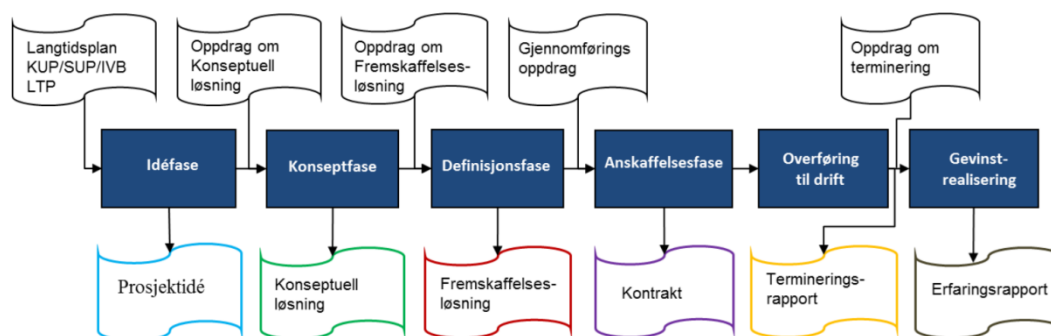 Langtidsplan
KUP/SUP/IVB
LTP
Oppdrag om
Konseptuell
løsning
Oppdrag om
Fremskaffelses-
løsning
Gjennomførings
oppdrag
Oppdrag om
terminering
Idéfase
Konseptfase
Definisjonsfase
Anskaffelsesfase
Overføring
til drift
Gevinst-
realisering
Prosjektidé
Konseptuell
løsning
Fremskaffelses-
løsning
Kontrakt
Terminerings-
rapport
Erfaringsrapport